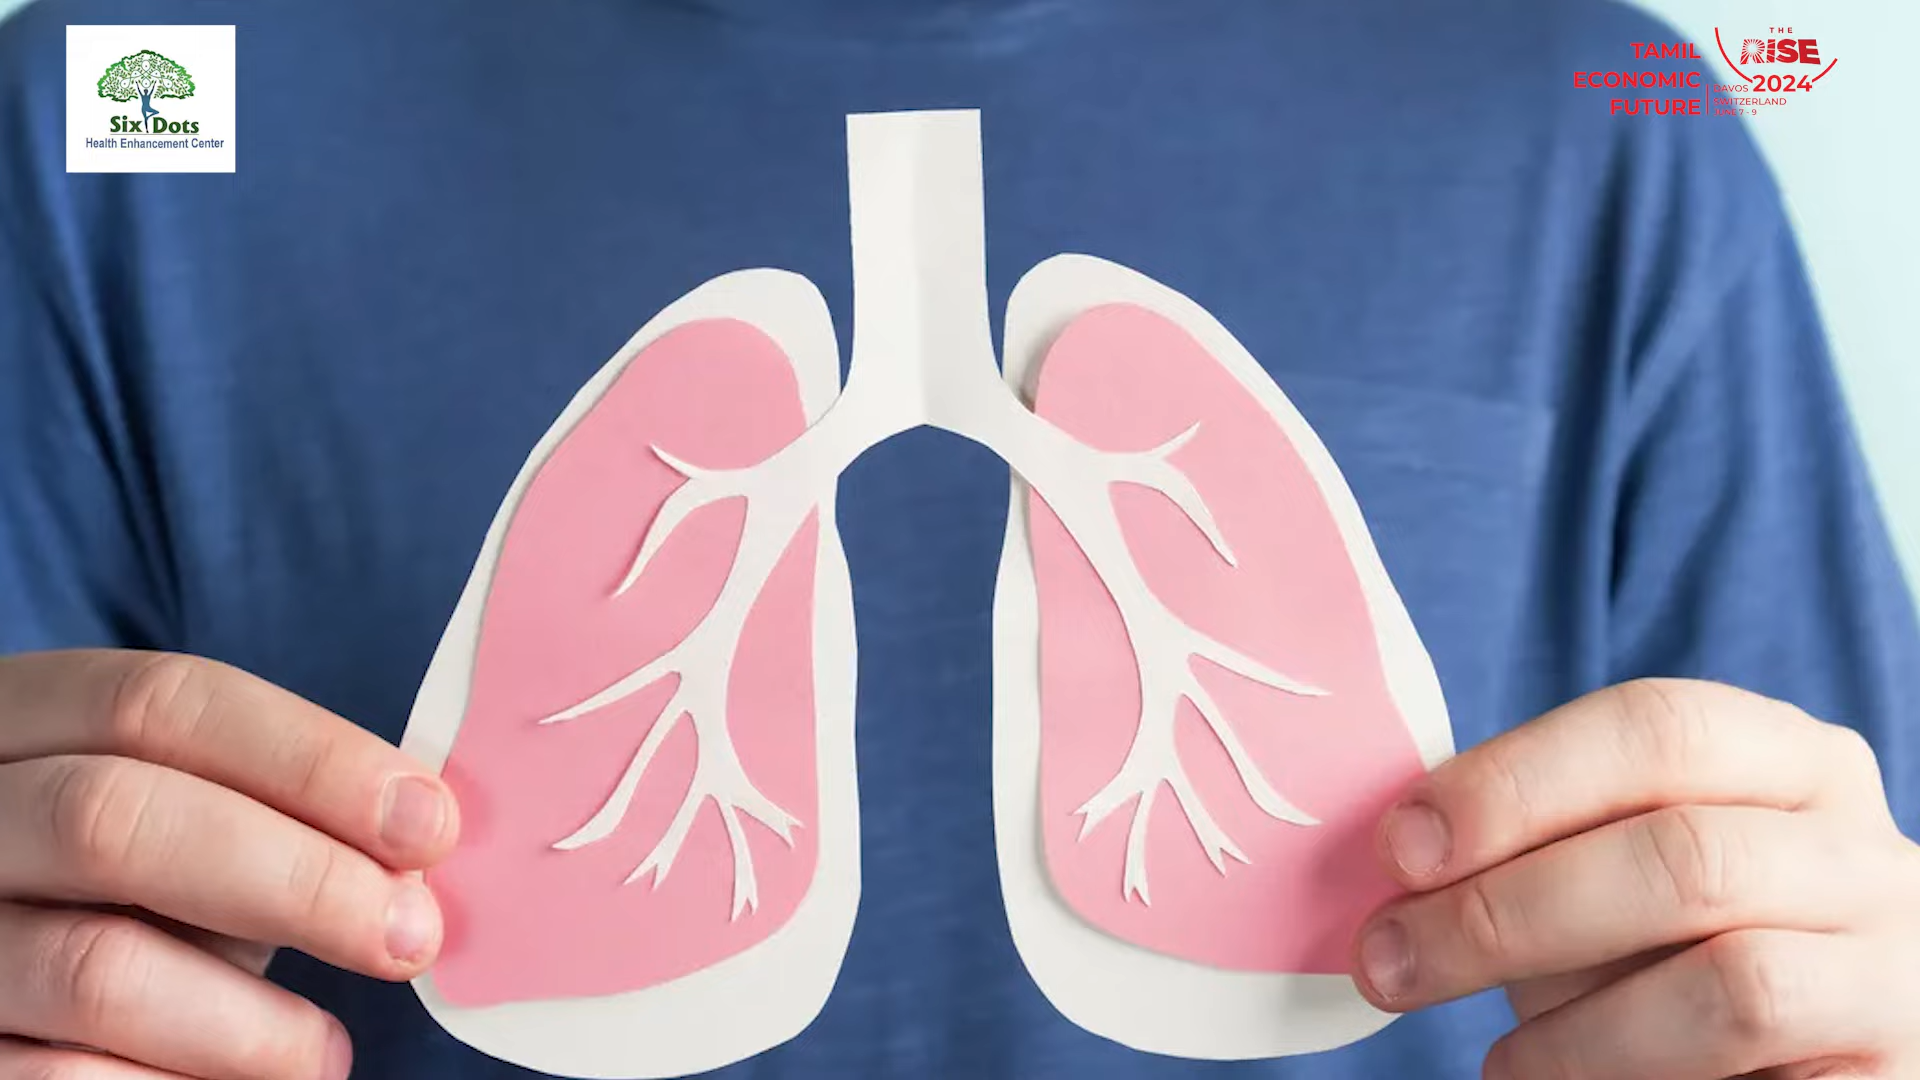 Six Dots
Health Enhancement Center
TAMIL
ECONOMIC
FUTURE
THE
RISE
2024
DAVOS
SWITZERLAND